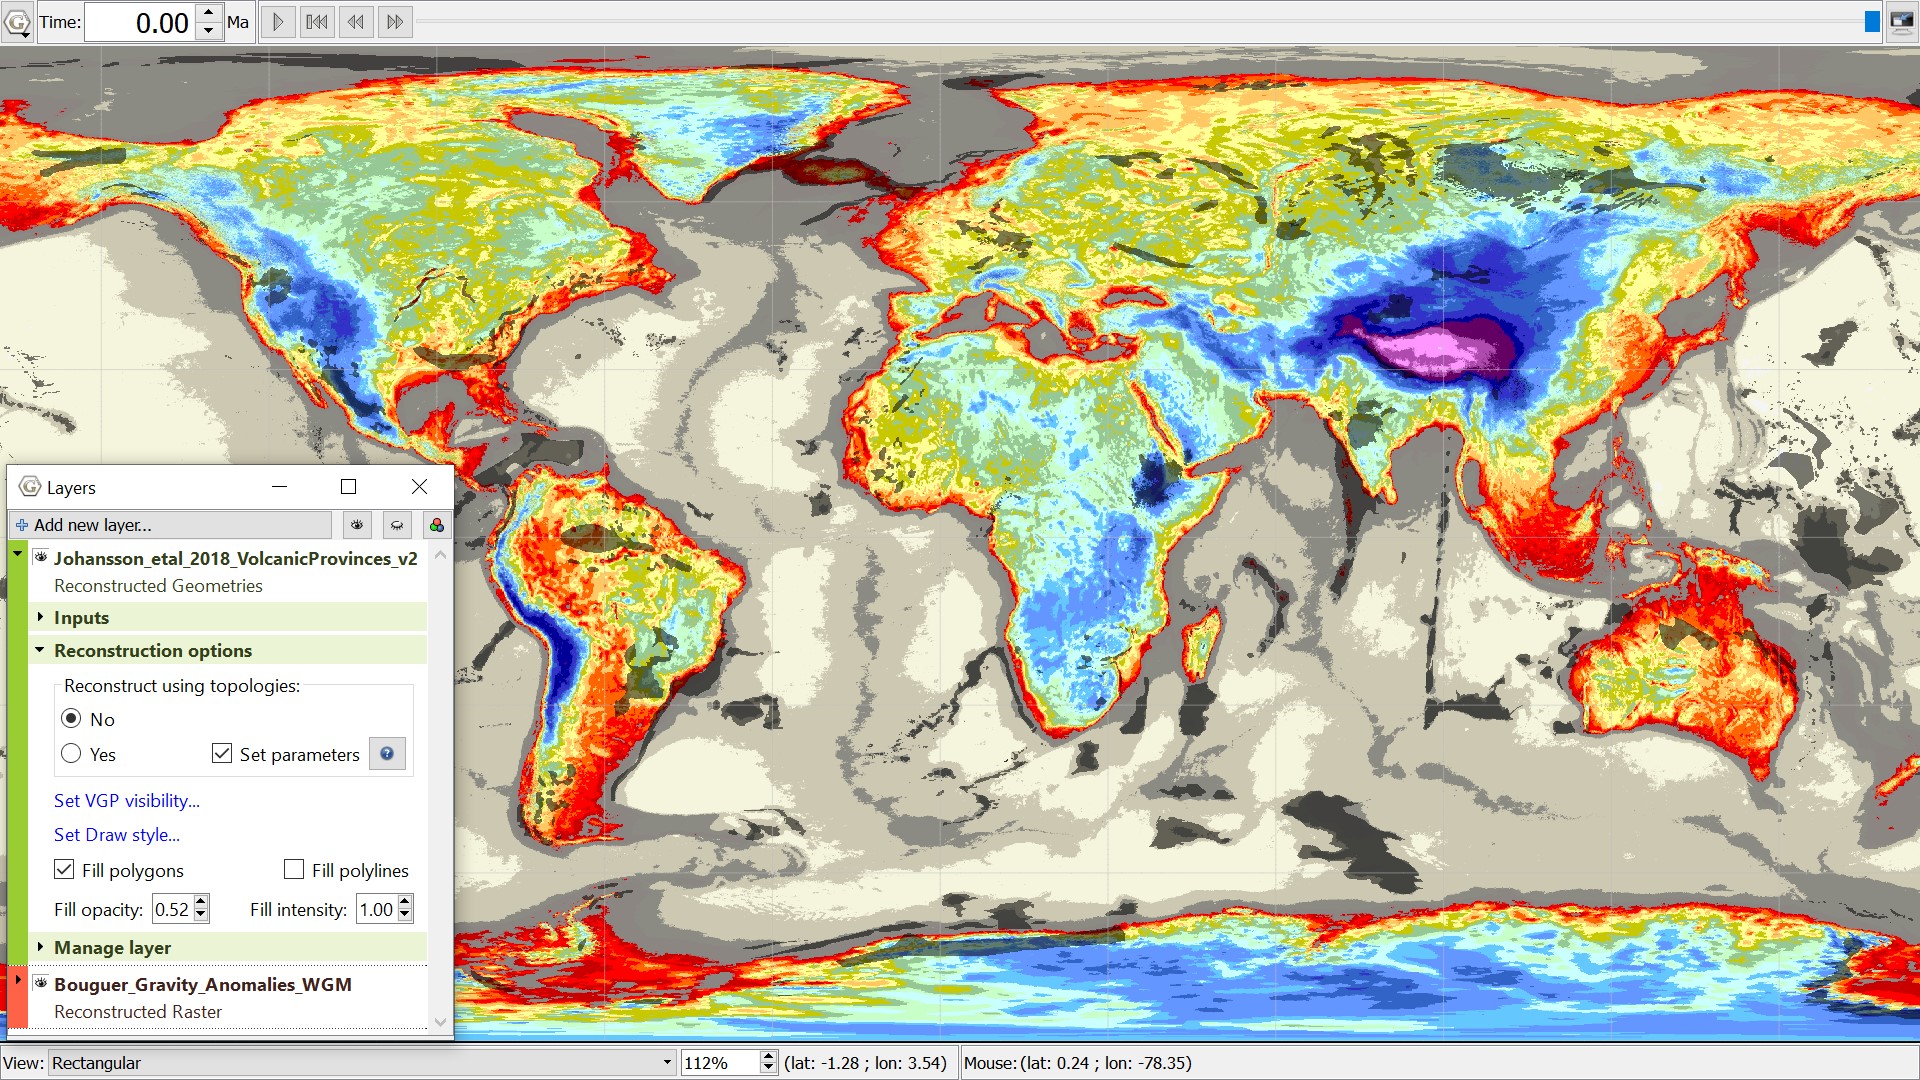 Time: 0.00 Ma
Layers
Add new layer...
Johansson_etal_2018_VolcanicProvinces_v2
Reconstructed Geometries
Inputs
Reconstruction options
Reconstruct using topologies:
No
Yes Set parameters
Set VGP visibility...
Set Draw style...
Fill polygons Fill polylines
Fill opacity: 0.52 Fill intensity: 1.00
Manage layer
Bouguer_Gravity_Anomalies_WGM
Reconstructed Raster
View: Rectangular 112% (lat: -1.28 ; lon: 3.54) Mouse: (lat: 0.24 ; lon: -78.35)